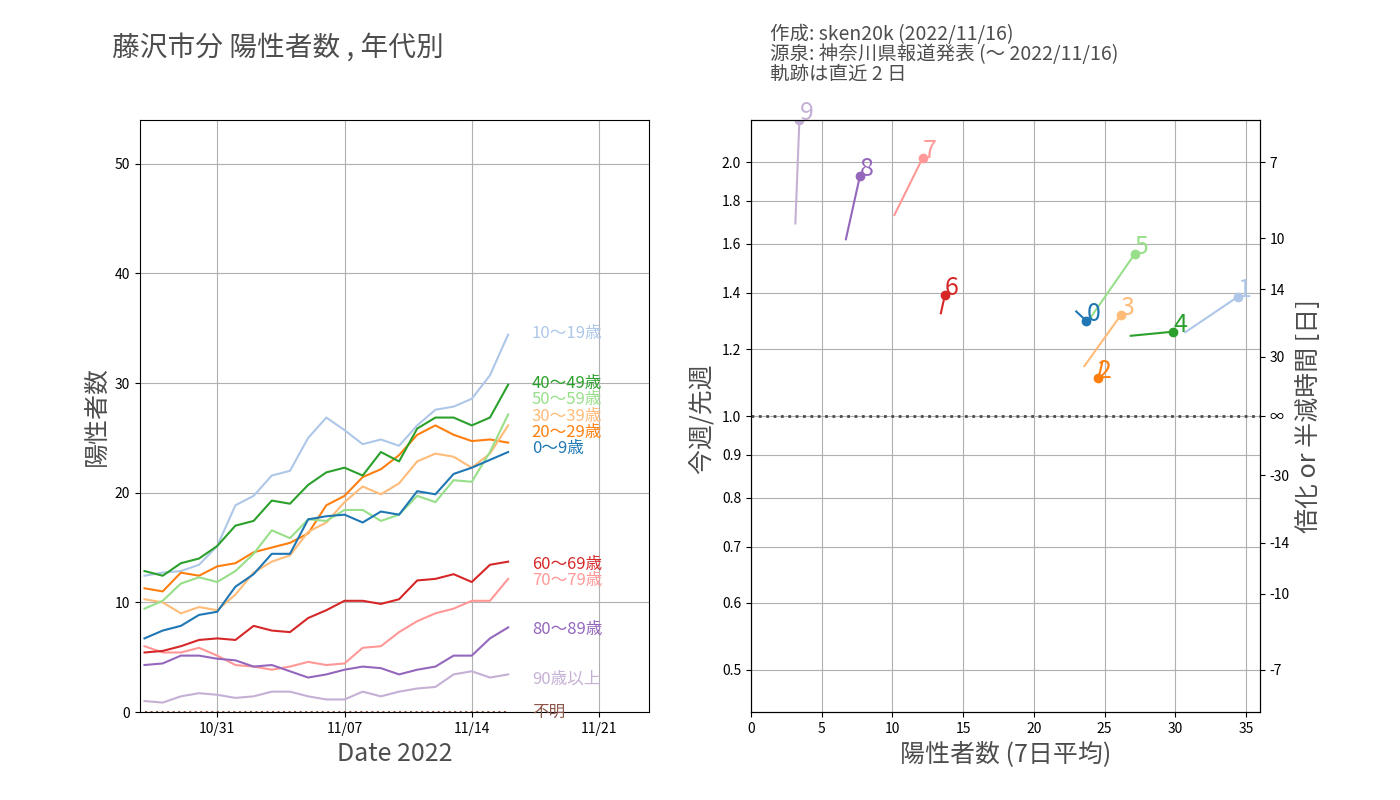 藤沢市分 陽性者数 , 年代別
作成: sken20k (2022/11/16)
源泉: 神奈川県報道発表 (～ 2022/11/16)
軌跡は直近 2 日
陽性者数
50
40
30
20
10
0
10～19歳
40～49歳
50～59歳
30～39歳
20～29歳
0～9歳
60～69歳
70～79歳
80～89歳
90歳以上
不明
10/31
11/07
11/14
11/21
Date 2022
今週/先週
2.0
1.8
1.6
1.4
1.2
1.0
0.9
0.8
0.7
0.6
0.5
9
8
7
6
5
1
3
0
4
2
7
10
14
30
∞
-30
-14
-10
-7
倍化 or 半減時間 [日]
0
5
10
15
20
25
30
35
陽性者数 (7日平均)